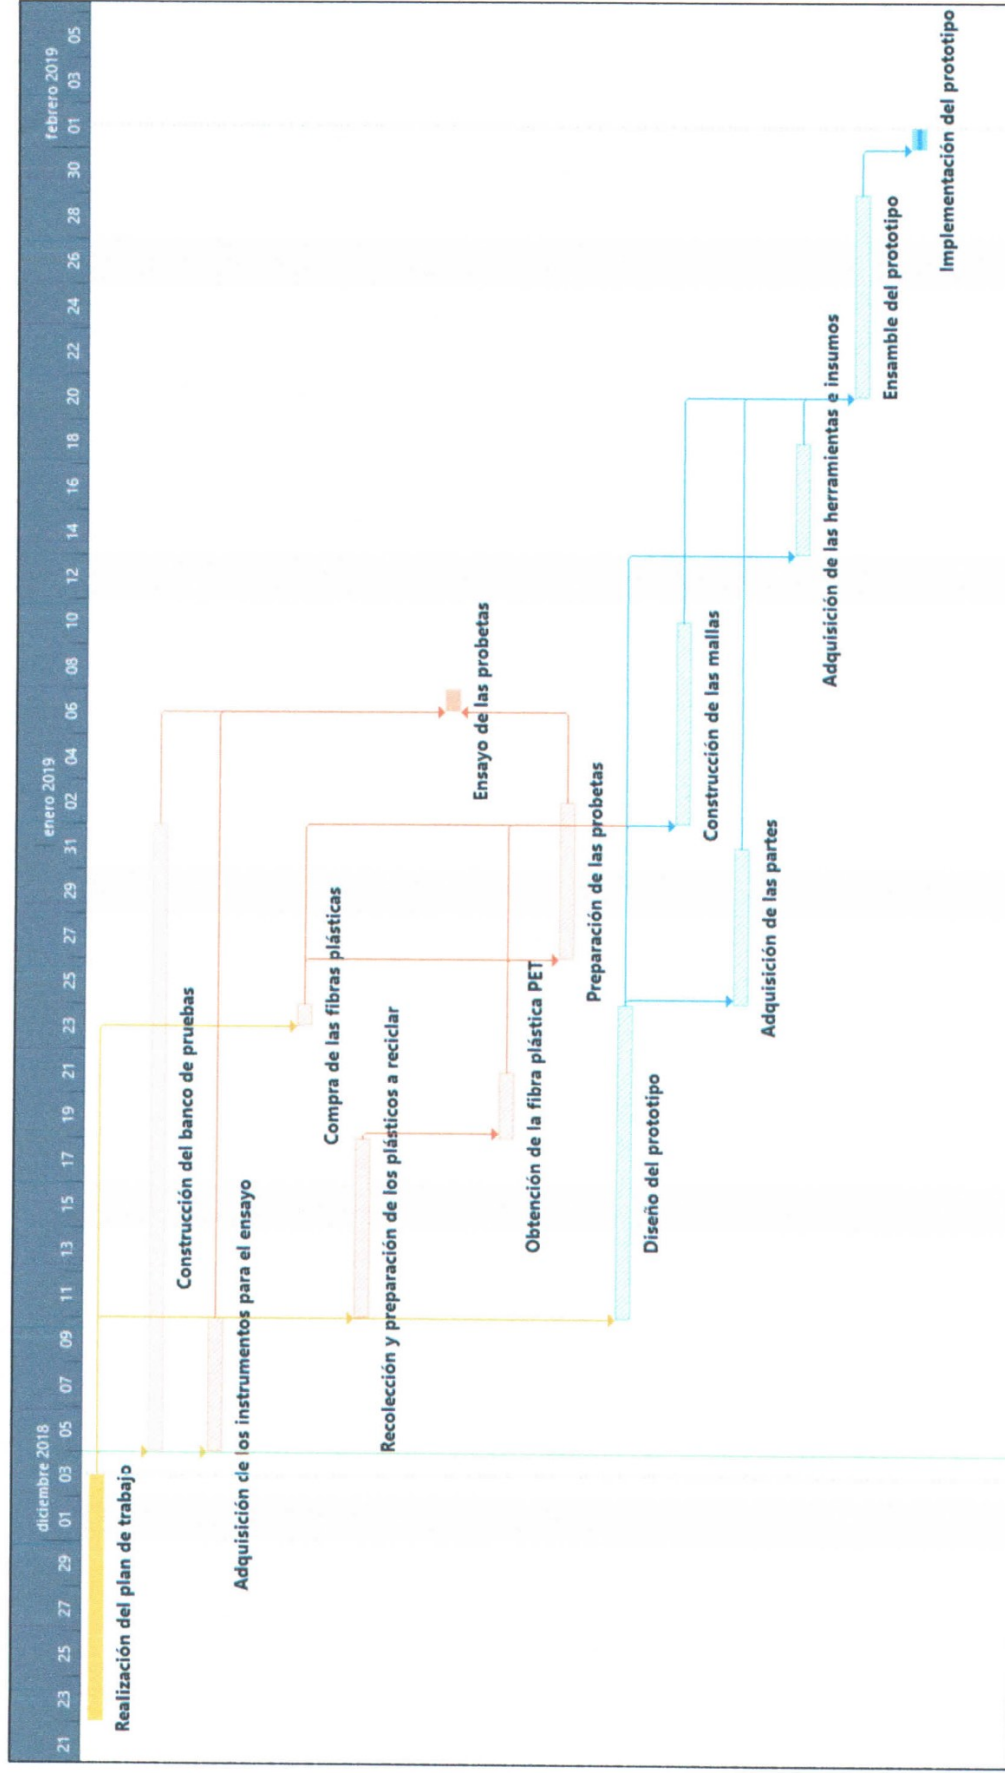 diciembre 2018 enero 2019 febrero 2019
21 23 25 27 29 01 03 05 07 09 11 13 15 17 19 21 23 25 27 29 31 02 04 06 08 10 12 14 16 18 20 22 24 26 28 30 01 03 05
Realización del plan de trabajo
Construcción del banco de pruebas
Adquisición de los instrumentos para el ensayo
Compra de las fibras plásticas
Recolección y preparación de los plásticos a reciclar
Ensayo de las probetas
Obtención de la fibra plástica PET
Preparación de las probetas
Diseño del prototipo
Construcción de las mallas
Adquisición de las partes
Adquisición de las herramientas e insumos
Ensamble del prototipo
Implementación del prototipo